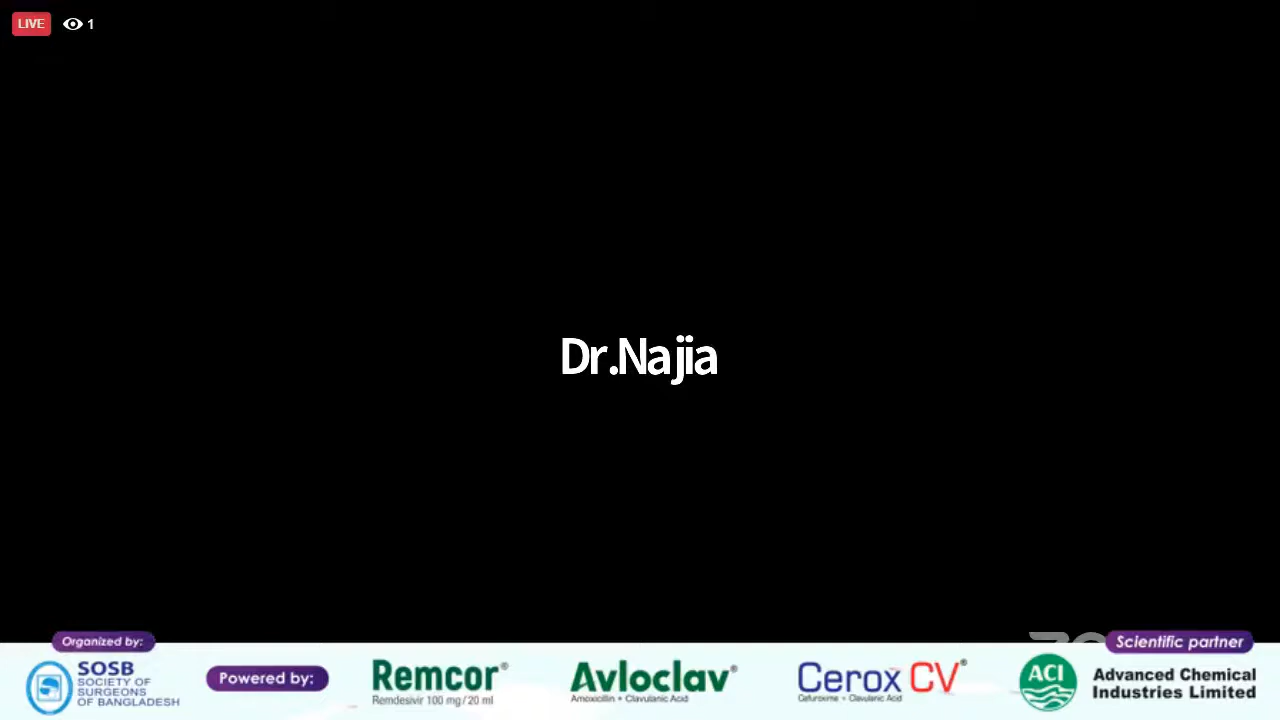 LIVE 1
Dr.Najia
Organized by:
Scientific partner
SOSB
SOCIETY OF
SURGEONS
OF BANGLADESH
Powered by:
Remcor®
Remdesivir 100 mg/20 ml
Avloclav®
Amoxicillin + Clavulanic Acid
Cerox CV®
Cefuroxime + Clavulanic Acid
ACI
Advanced Chemical
Industries Limited